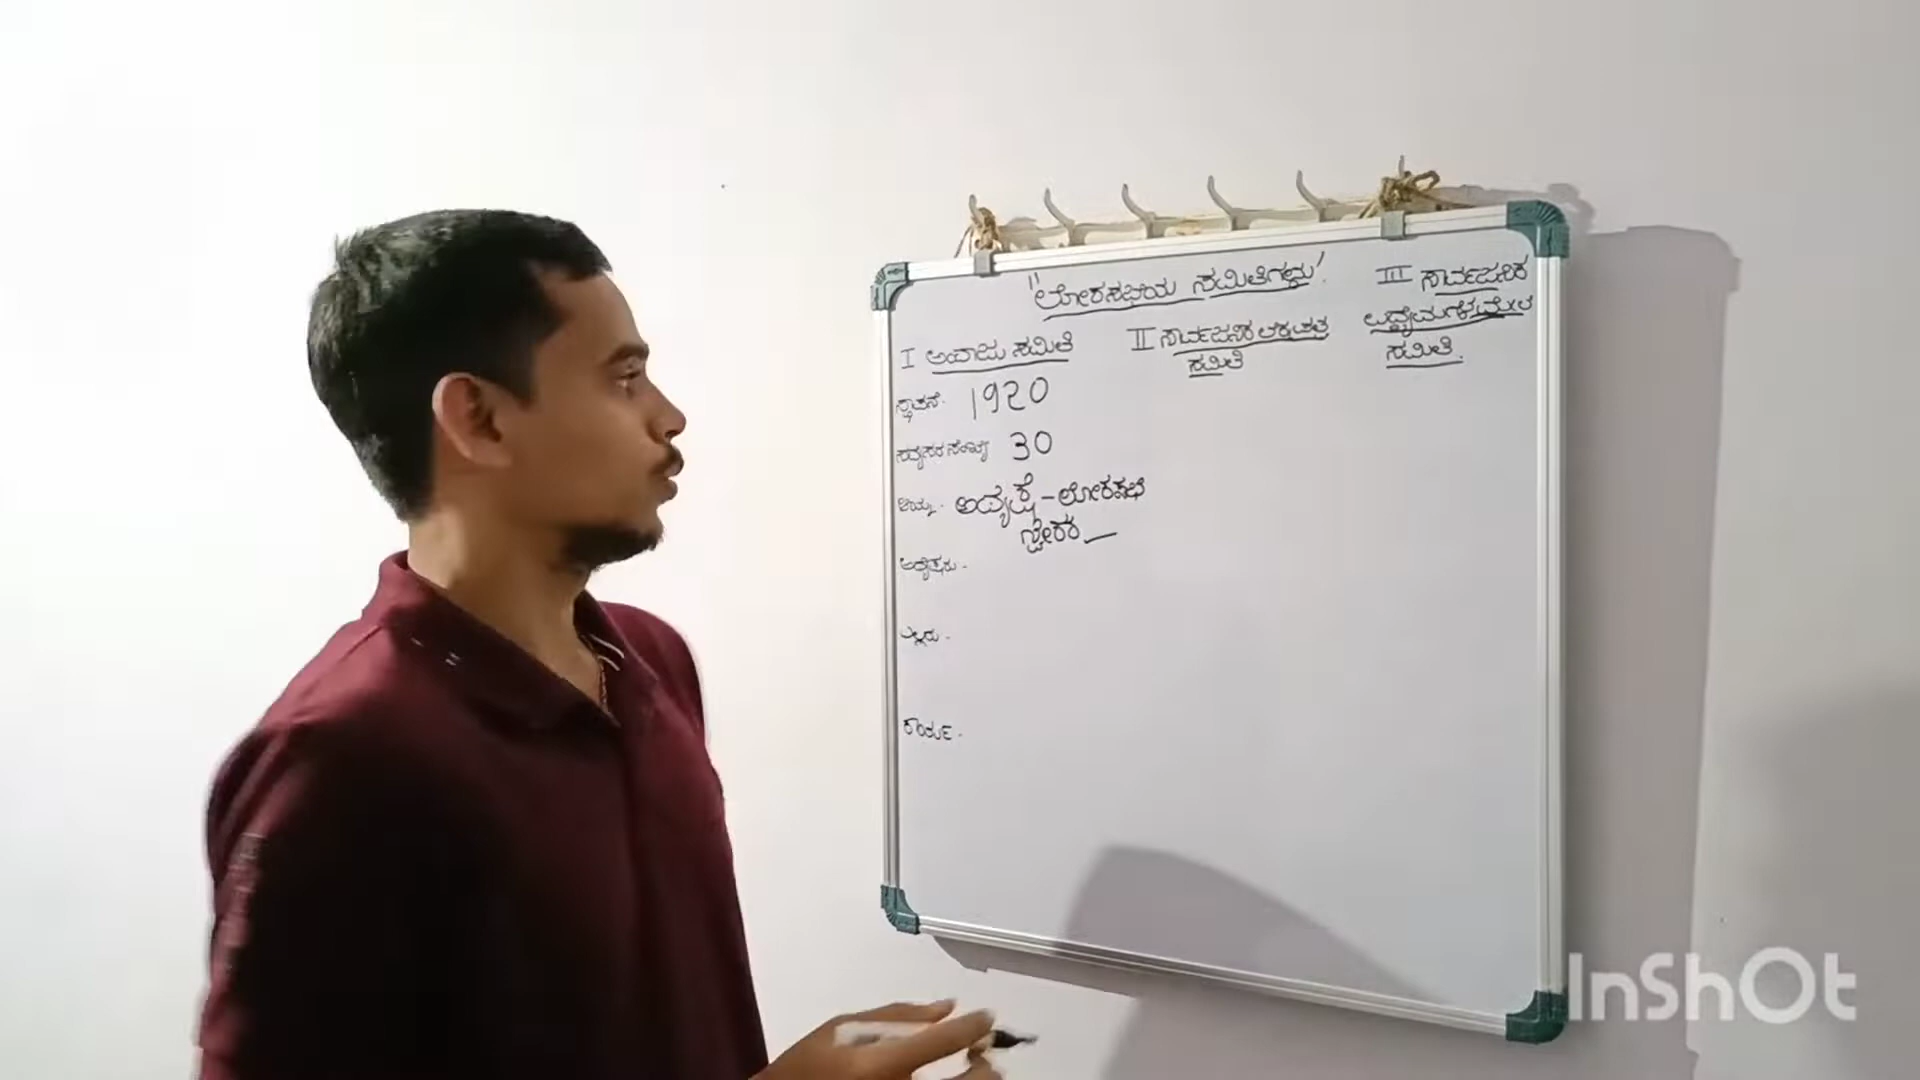 "ಲೋಕಸಭೆಯ ಸಮಿತಿಗಳು"
I ಅಂದಾಜು ಸಮಿತಿ
ಸ್ಥಾಪನೆ. 1920
ಸದಸ್ಯರ ಸಂಖ್ಯೆ 30
ಆಯ್ಕೆ. ಅಧ್ಯಕ್ಷ - ಲೋಕಸಭೆ
ಸ್ಪೀಕರ್
ಅಧ್ಯಕ್ಷರು -
ಕಾರ್ಯ -
II ಸಾರ್ವಜನಿಕ ಲೆಕ್ಕಪತ್ರ
ಸಮಿತಿ
III ಸಾರ್ವಜನಿಕ
ಉದ್ಯಮಗಳ ಮೇಲೆ
ಸಮಿತಿ.
InShOt